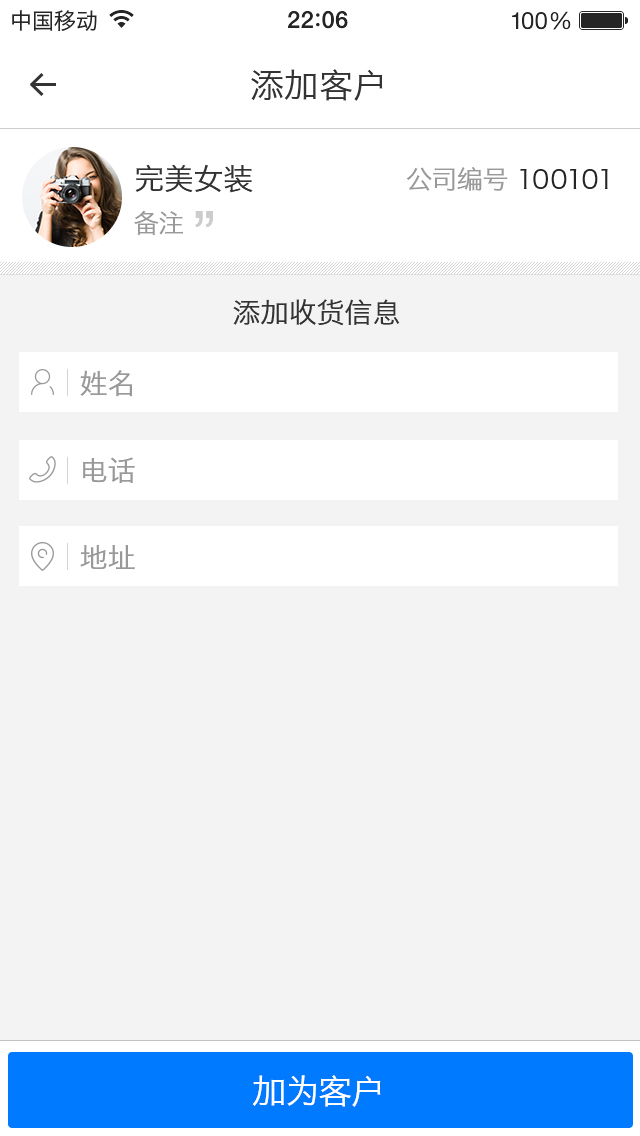 中国移动 22:06 100%
添加客户
完美女装 公司编号 100101
备注 ”
添加收货信息
姓名
电话
地址
加为客户